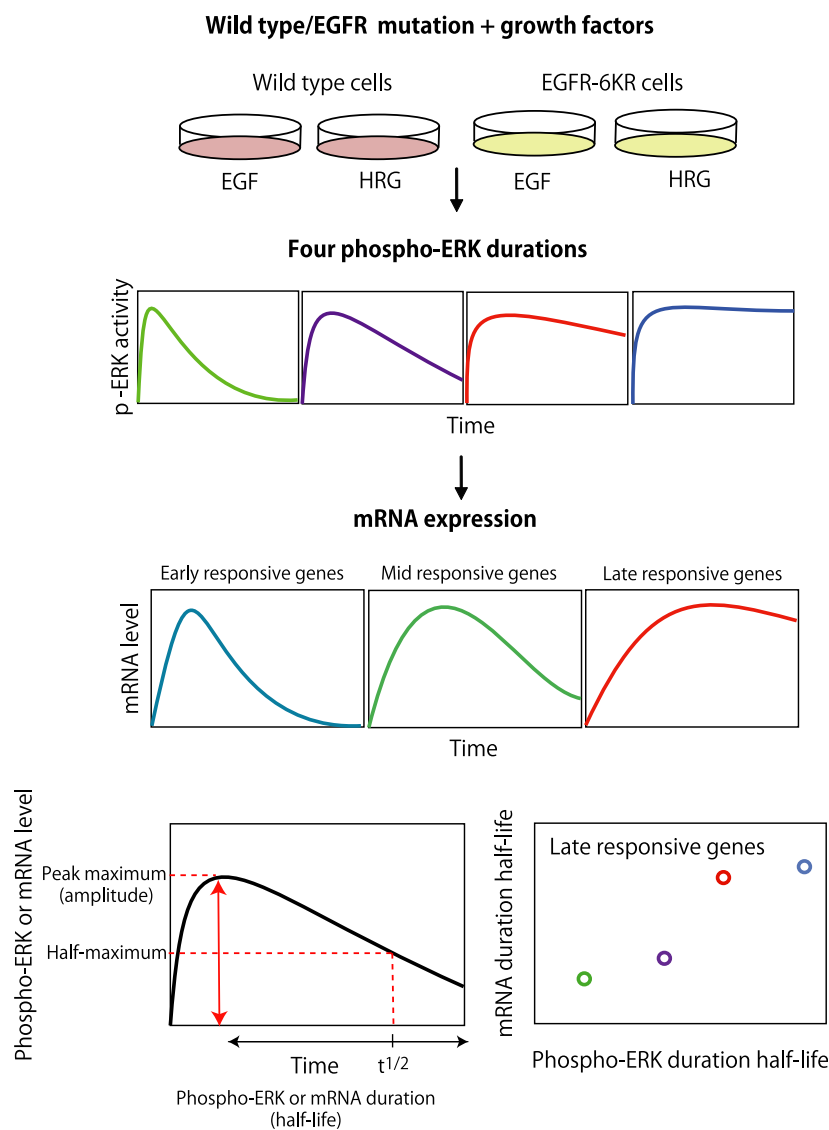 Wild type/EGFR mutation + growth factors
Wild type cells
EGFR-6KR cells
EGF
HRG
EGF
HRG
Four phospho-ERK durations
p -ERK activity
Time
mRNA expression
Early responsive genes
Mid responsive genes
Late responsive genes
mRNA level
Time
Phospho-ERK or mRNA level
Peak maximum
(amplitude)
Half-maximum
Time
t1/2
Phospho-ERK or mRNA duration
(half-life)
mRNA duration half-life
Late responsive genes
Phospho-ERK duration half-life